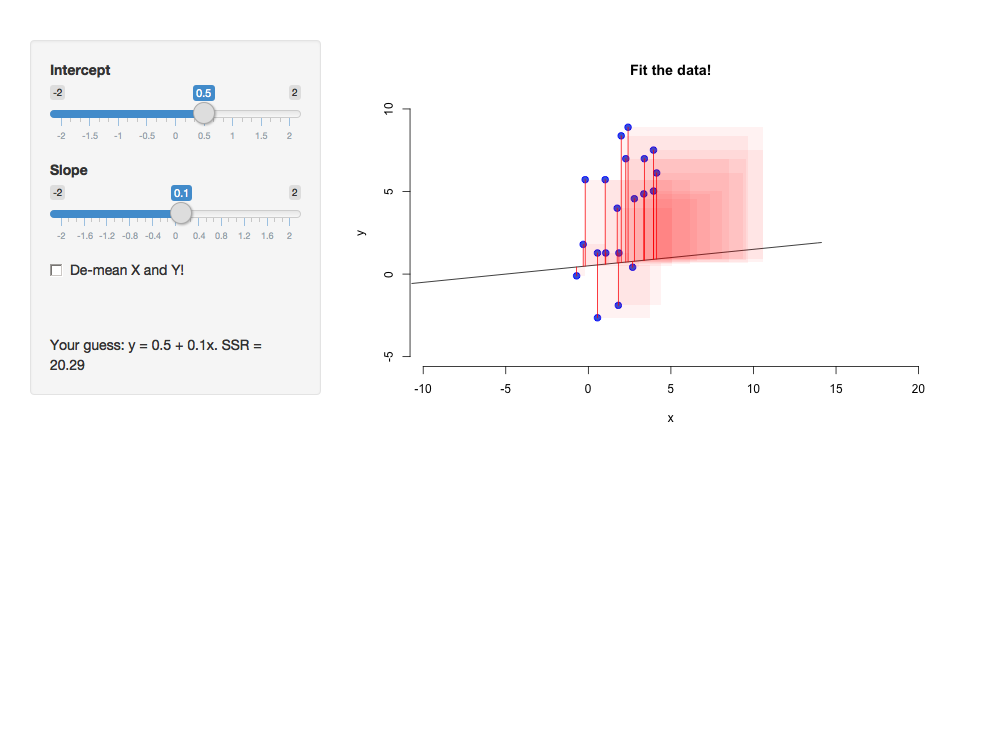 Intercept
-2 0.5 2
-2 -1.5 -1 -0.5 0 0.5 1 1.5 2
Slope
-2 0.1 2
-2 -1.6 -1.2 -0.8 -0.4 0 0.4 0.8 1.2 1.6 2
De-mean X and Y!
Your guess: y = 0.5 + 0.1x. SSR =
20.29
Fit the data!
10
5
0
-5
y
-10 -5 0 5 10 15 20
x